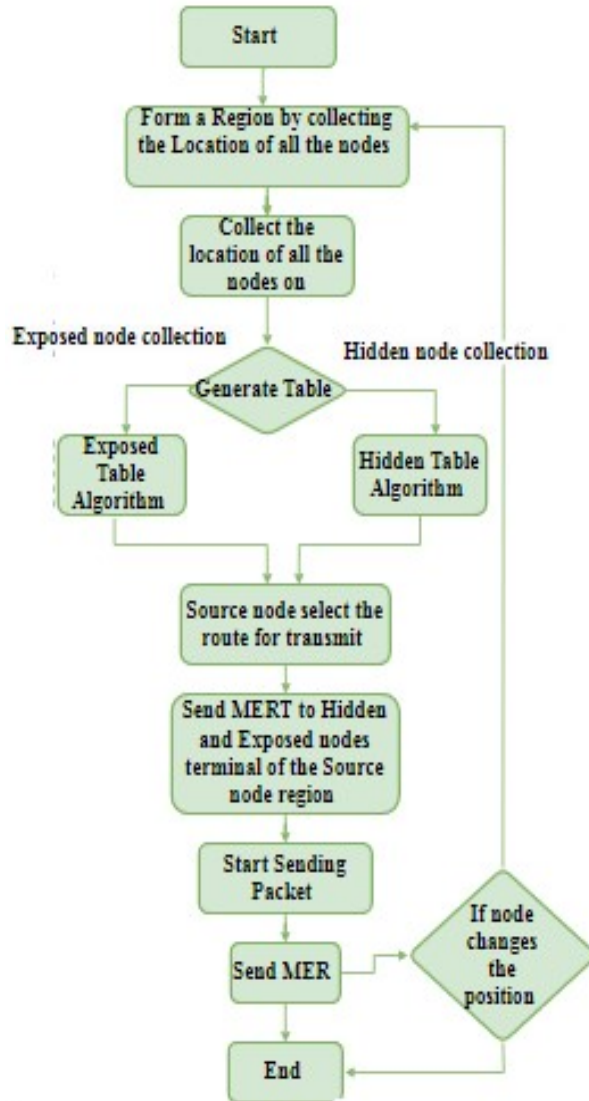 Start
Form a Region by collecting
the Location of all the nodes
Collect the
location of all the
nodes on
Exposed node collection
Hidden node collection
Generate Table
Exposed
Table
Algorithm
Hidden Table
Algorithm
Source node select the
route for transmit
Send MERT to Hidden
and Exposed nodes
terminal of the Source
node region
Start Sending
Packet
If node
changes
the
position
Send MER
End